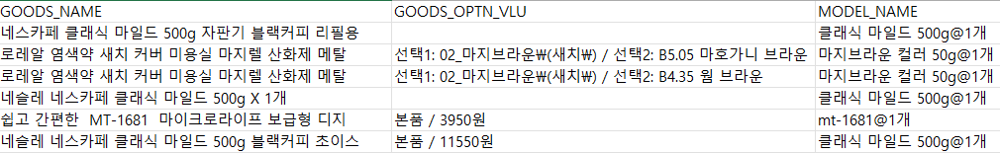 GOODS_NAME GOODS_OPTN_VLU MODEL_NAME
네스카페 클래식 마일드 500g 자판기 블랙커피 리필용 클래식 마일드 500g@1개
로레알 염색약 새치 커버 미용실 마지렐 산화제 메탈 선택1: 02_마지브라운₩(새치₩) / 선택2: B5.05 마호가니 브라운 마지브라운 컬러 50g@1개
로레알 염색약 새치 커버 미용실 마지렐 산화제 메탈 선택1: 02_마지브라운₩(새치₩) / 선택2: B4.35 웜 브라운 마지브라운 컬러 50g@1개
네슬레 네스카페 클래식 마일드 500g X 1개 클래식 마일드 500g@1개
쉽고 간편한 MT-1681 마이크로라이프 보급형 디지 본품 / 3950원 mt-1681@1개
네슬레 네스카페 클래식 마일드 500g 블랙커피 초이스 본품 / 11550원 클래식 마일드 500g@1개